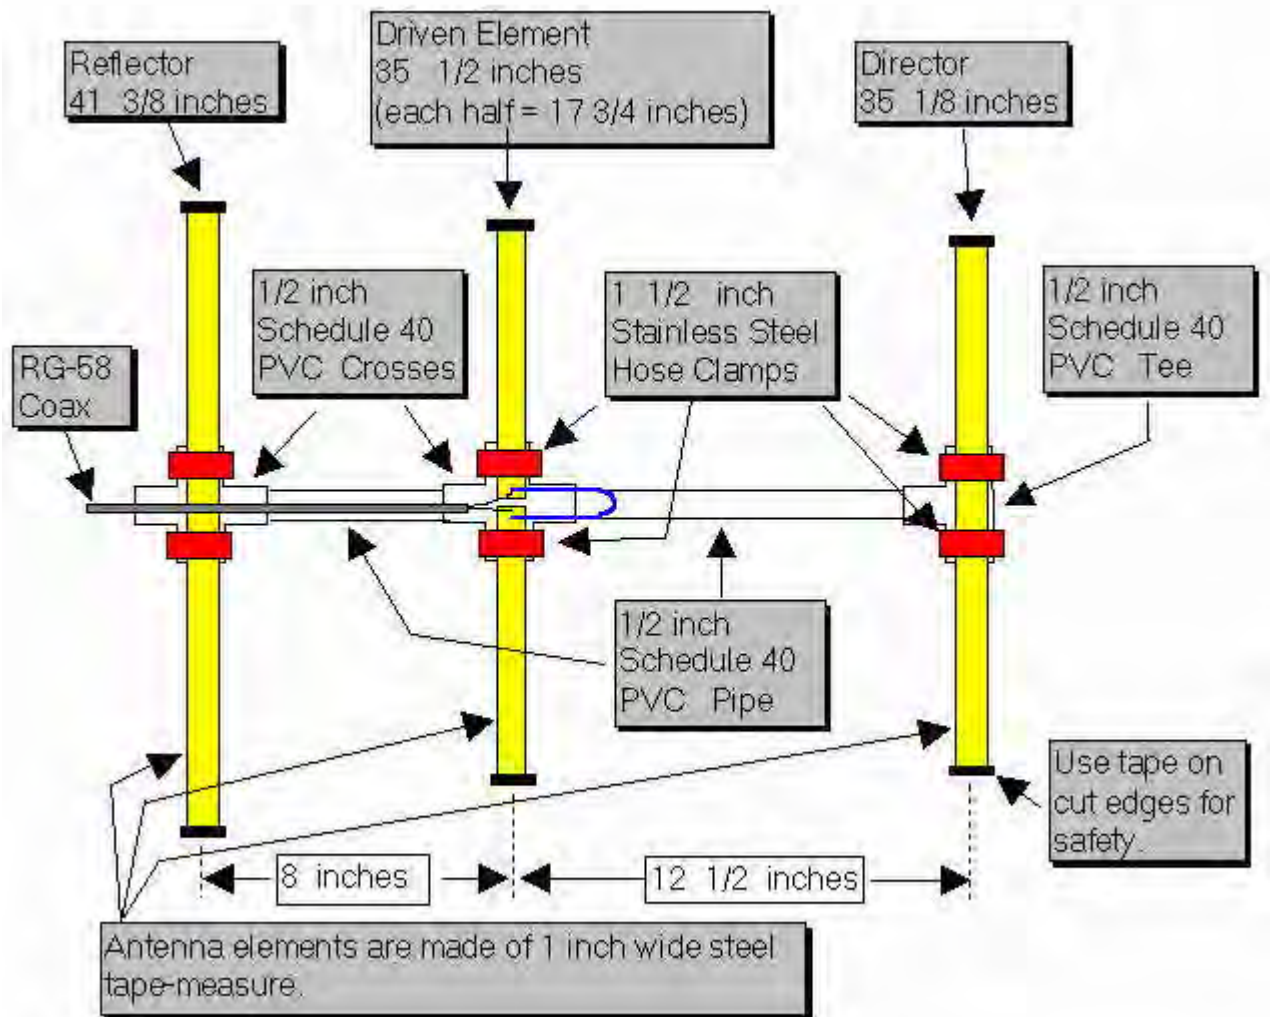 Reflector
41 3/8 inches
Driven Element
35 1/2 inches
(each half = 17 3/4 inches)
Director
35 1/8 inches
1/2 inch
Schedule 40
PVC Crosses
1 1/2 inch
Stainless Steel
Hose Clamps
1/2 inch
Schedule 40
PVC Tee
RG-58
Coax
1/2 inch
Schedule 40
PVC Pipe
Use tape on
cut edges for
safety.
8 inches
12 1/2 inches
Antenna elements are made of 1 inch wide steel
tape-measure.